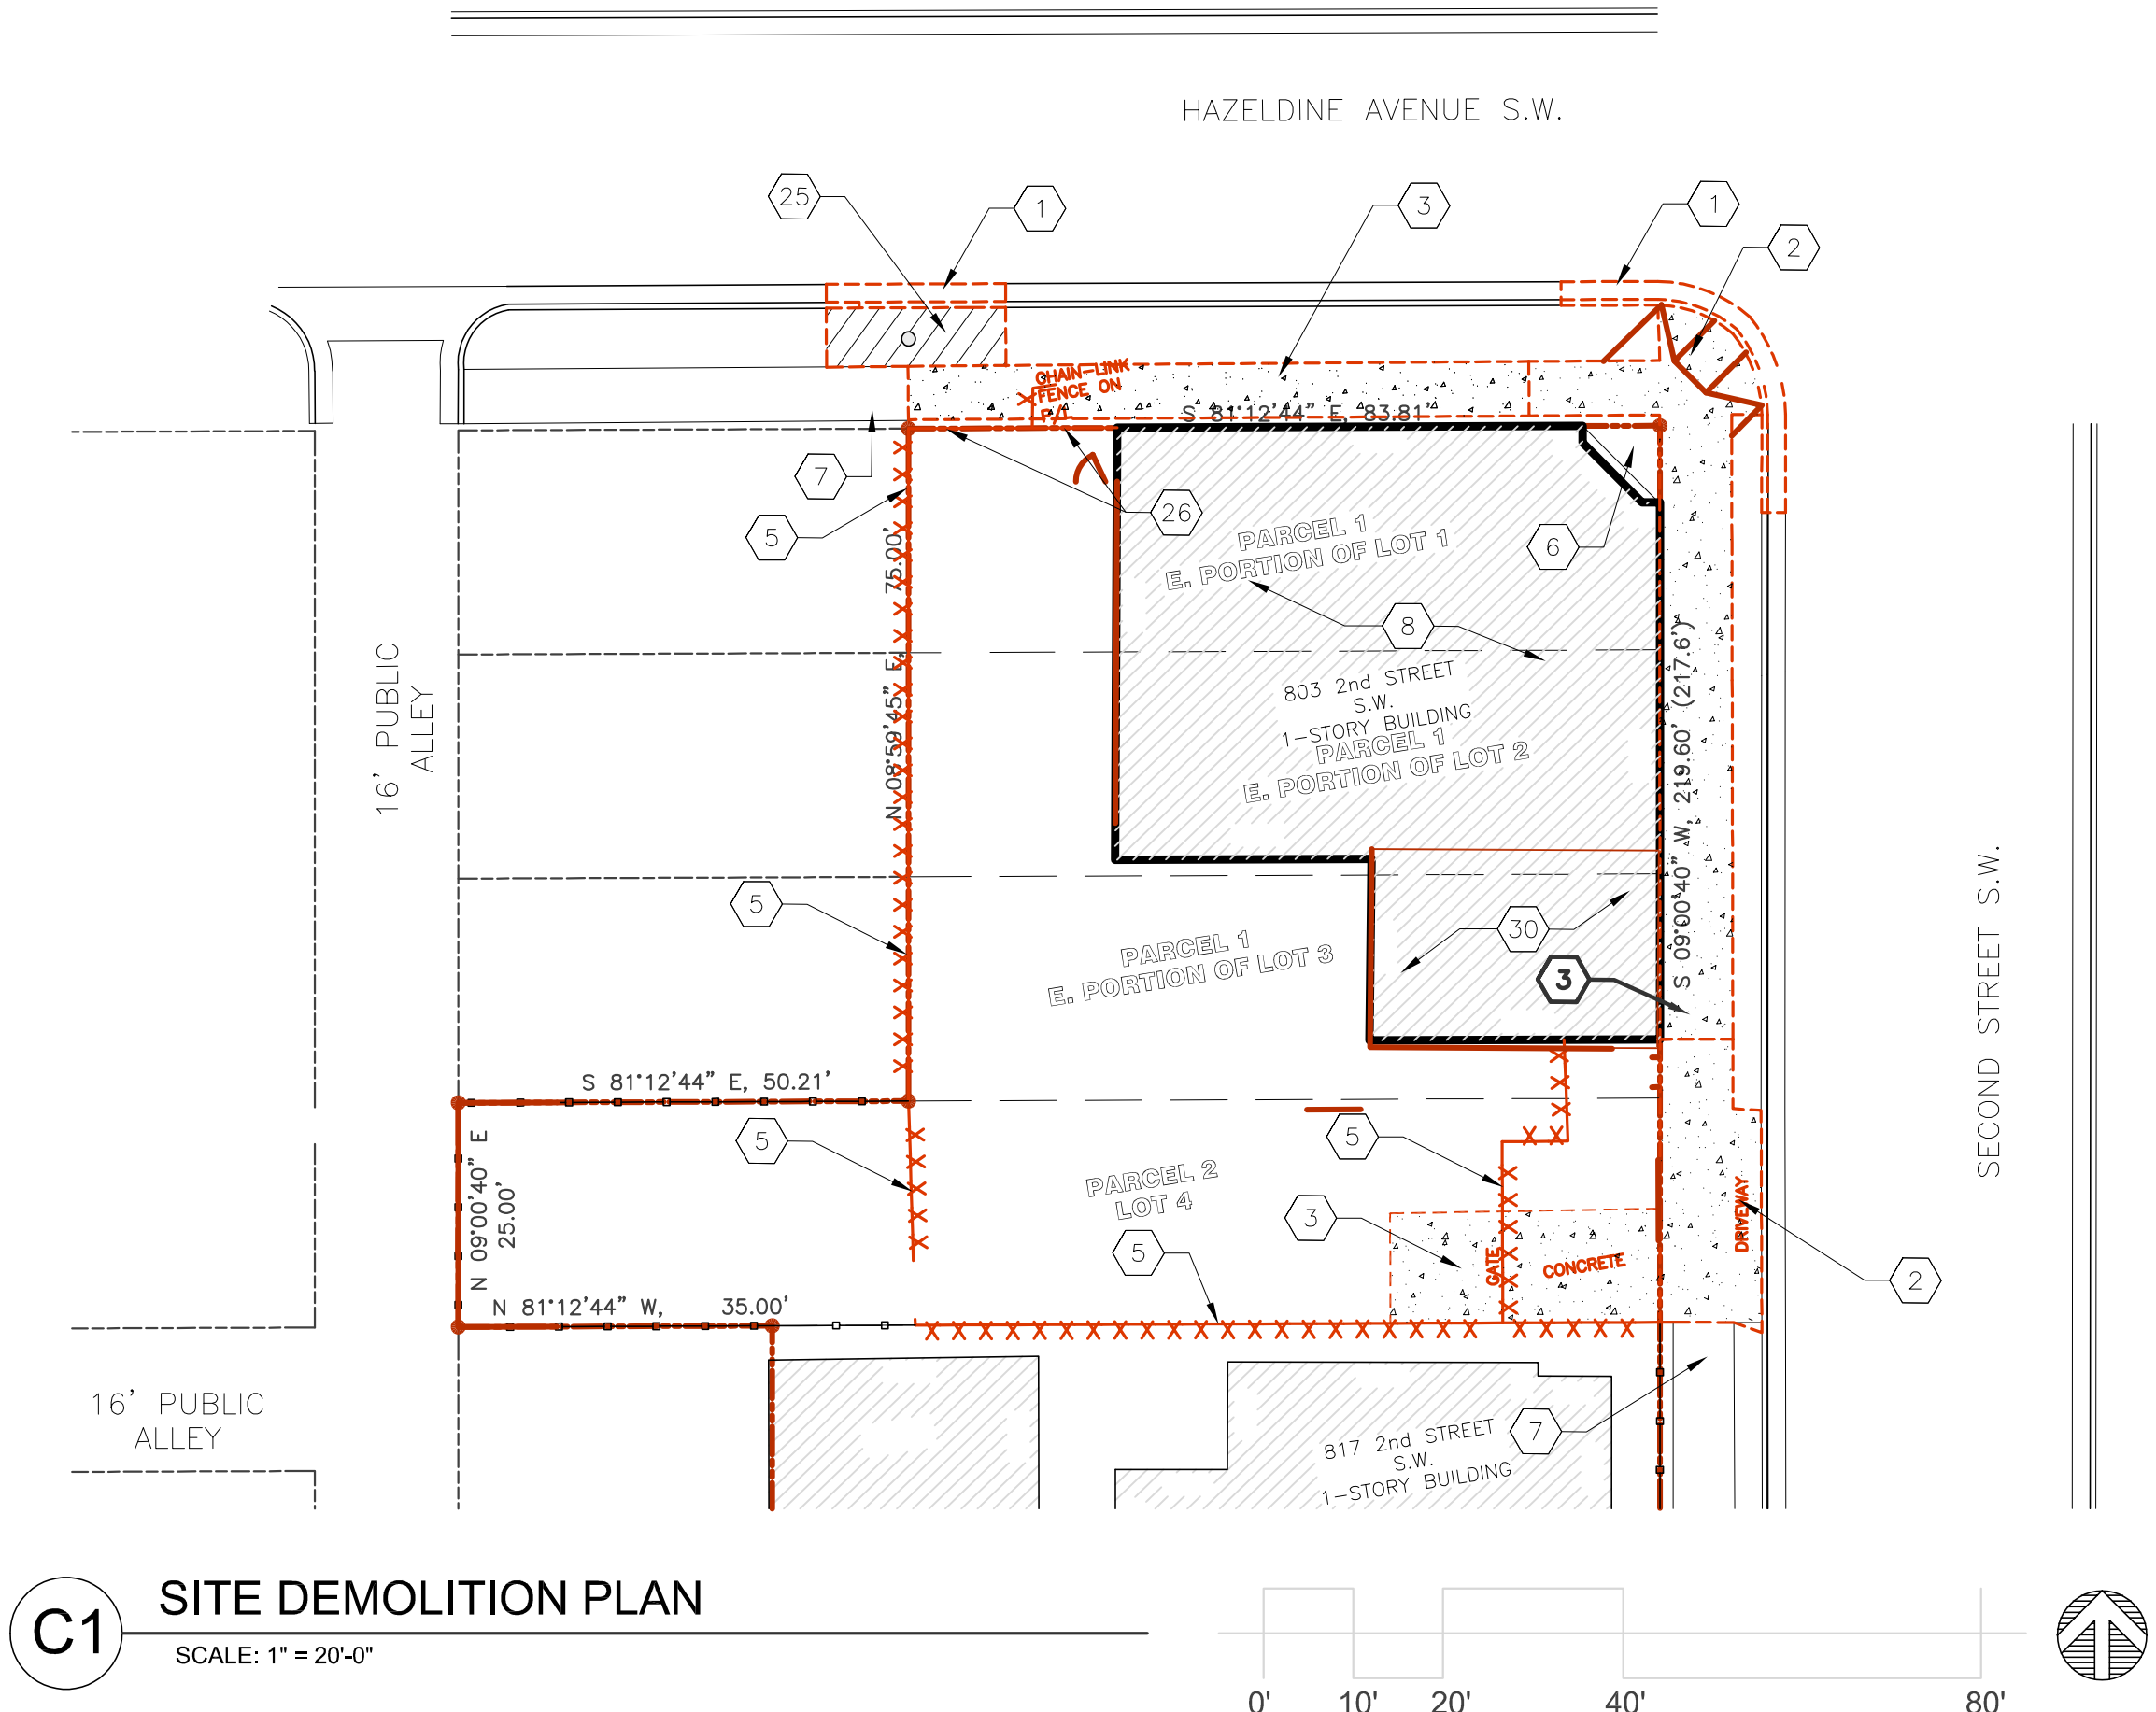 HAZELDINE AVENUE S.W.
25
1
3
1
2
CHAIN-LINK
FENCE ON
S 81°12'44" E, 83.81'
7
5
26
6
PARCEL 1
E. PORTION OF LOT 1
8
803 2nd STREET
S.W.
1-STORY BUILDING
PARCEL 1
E. PORTION OF LOT 2
N 08°59'45" E, 75.00'
S 09°00'40" W, 219.60' (217.6')
16' PUBLIC
ALLEY
5
30
3
PARCEL 1
E. PORTION OF LOT 3
SECOND STREET S.W.
S 81°12'44" E, 50.21'
5
5
N 09°00'40" E
25.00'
PARCEL 2
LOT 4
3
5
GATE
CONCRETE
DRIVEWAY
2
N 81°12'44" W, 35.00'
16' PUBLIC
ALLEY
817 2nd STREET
S.W.
1-STORY BUILDING
7
C1
SITE DEMOLITION PLAN
SCALE: 1" = 20'-0"
0' 10' 20' 40' 80'